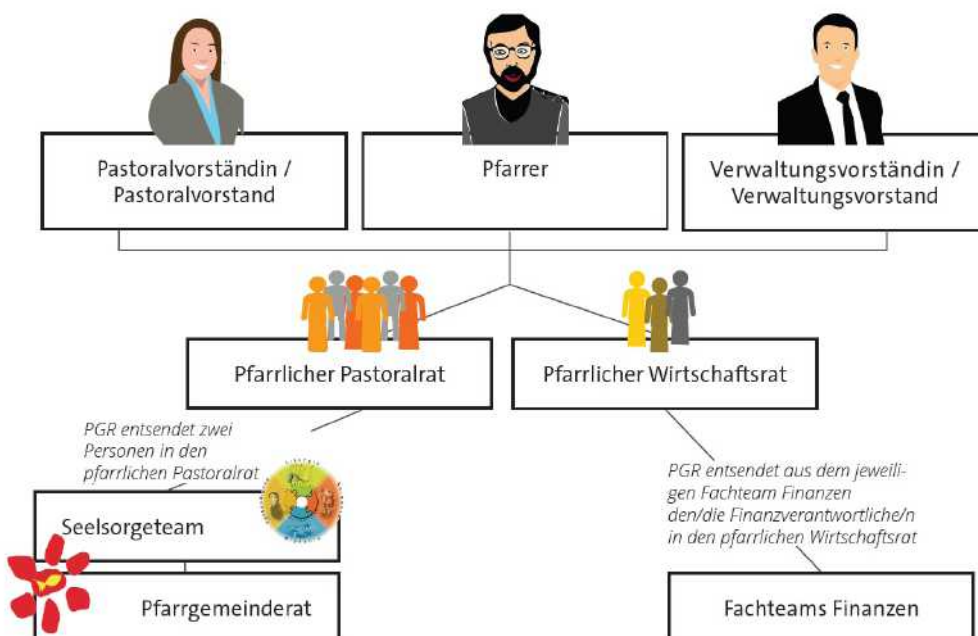 Pastoralvorständin /
Pastoralvorstand
Pfarrer
Verwaltungsvorständin /
Verwaltungsvorstand
Pfarrlicher Pastoralrat
Pfarrlicher Wirtschaftsrat
PGR entsendet zwei
Personen in den
pfarrlichen Pastoralrat
Seelsorgeteam
Pfarrgemeinderat
PGR entsendet aus dem jeweili-
gen Fachteam Finanzen
den/die Finanzverantwortliche/n
in den pfarrlichen Wirtschaftsrat
Fachteams Finanzen